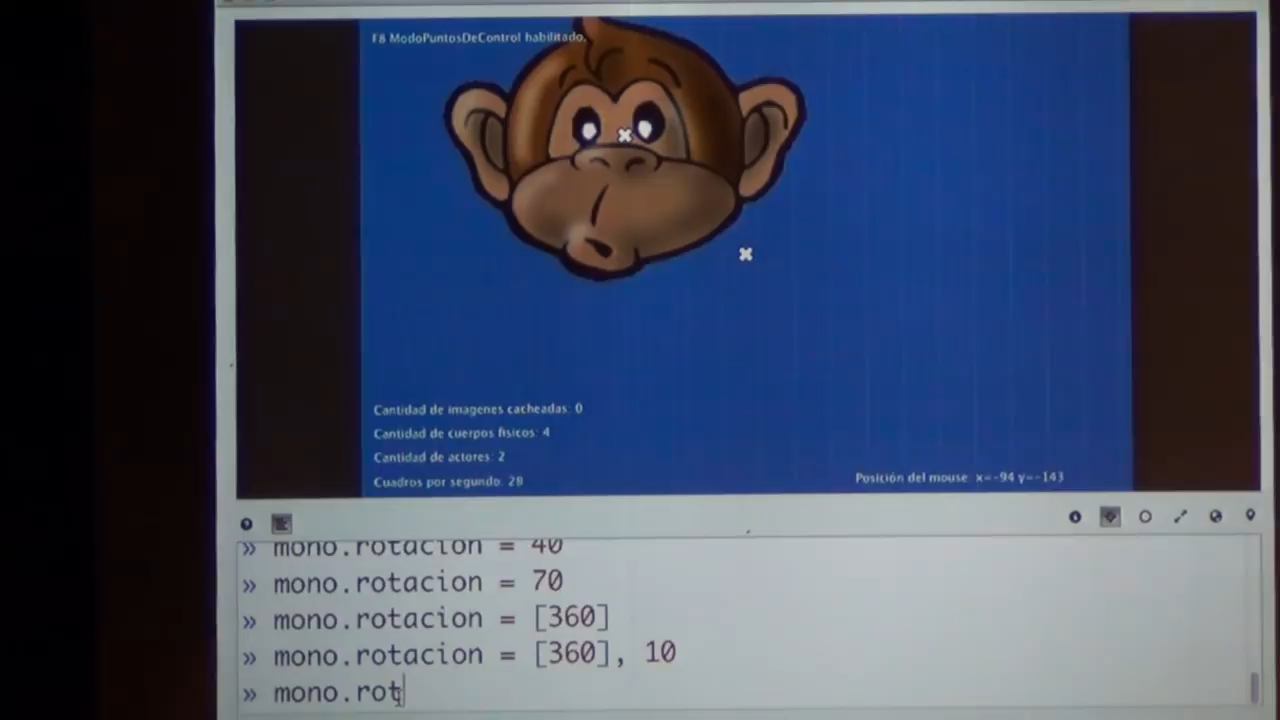 F8 ModoPuntosDeControl habilitado.
Cantidad de imagenes cacheadas: 0
Cantidad de cuerpos fisicos: 4
Cantidad de actores: 2
Cuadros por segundo: 28
Posición del mouse: x=-94 y=-143
» mono.rotacion = 40
» mono.rotacion = 70
» mono.rotacion = [360]
» mono.rotacion = [360], 10
» mono.rot